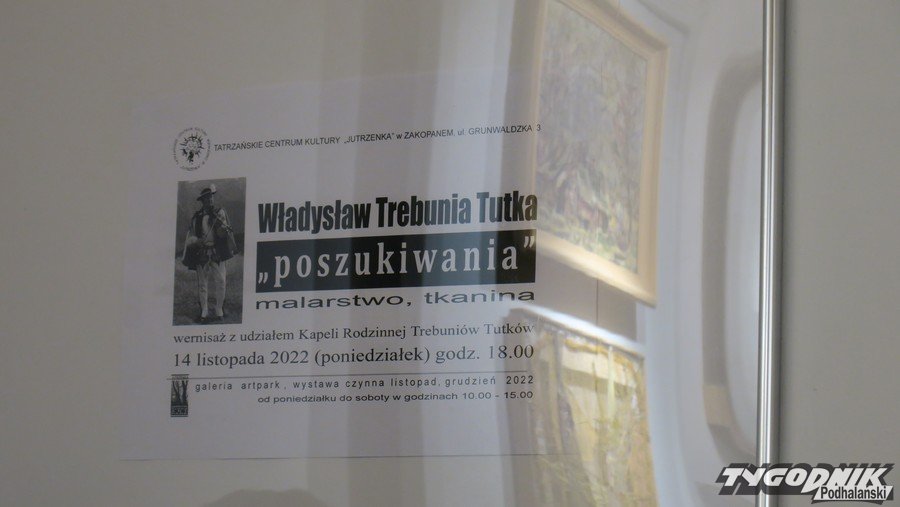 TATRZAŃSKIE CENTRUM KULTURY „JUTRZENKA" w ZAKOPANEM, ul. GRUNWALDZKA 3
Władysław Trebunia Tutka
„poszukiwania”
malarstwo, tkanina
wernisaż z udziałem Kapeli Rodzinnej Trebuniów Tutków
14 listopada 2022 (poniedziałek) godz. 18.00
galeria artpark, wystawa czynna listopad, grudzień 2022
od poniedziałku do soboty w godzinach 10.00 - 15.00
TYGODNIK
Podhalański